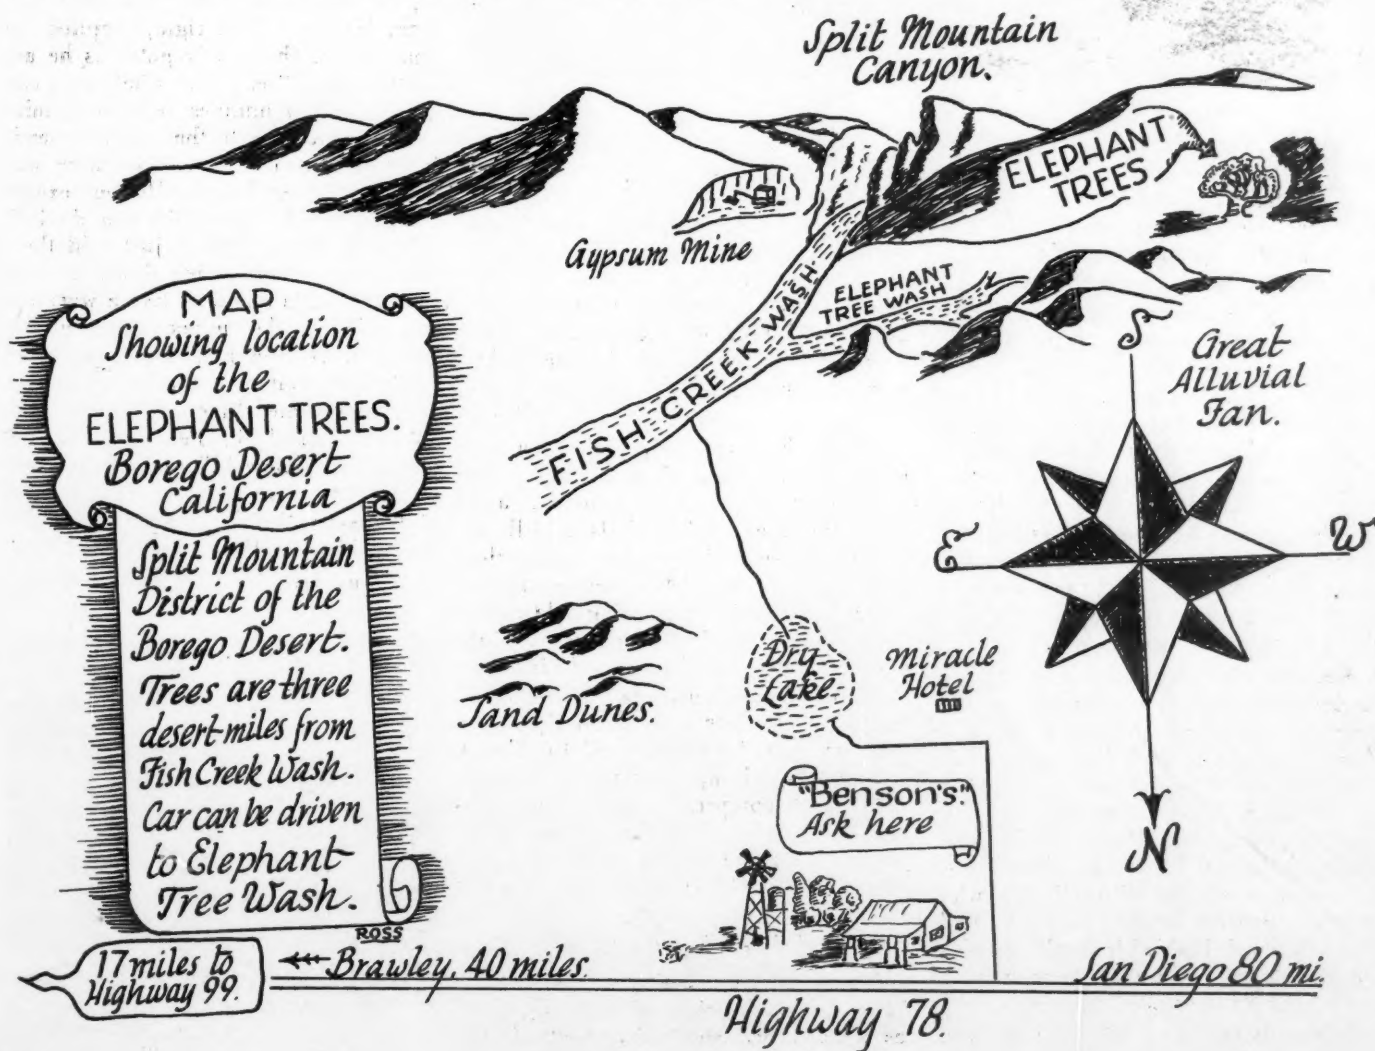 Split Mountain
Canyon.
ELEPHANT
TREES
Gypsum Mine
ELEPHANT
TREE WASH
FISH CREEK WASH
MAP
Showing location
of the
ELEPHANT TREES.
Borego Desert
California
Split Mountain
District of the
Borego Desert.
Trees are three
desert miles from
Fish Creek Wash.
Car can be driven
to Elephant
Tree Wash.
ROSS
S
Great
Alluvial
Fan.
E
W
N
Sand Dunes.
Dry
Lake
Miracle
Hotel
"Benson's."
Ask here
17 miles to
Highway 99.
Brawley, 40 miles.
San Diego 80 mi.
Highway 78.